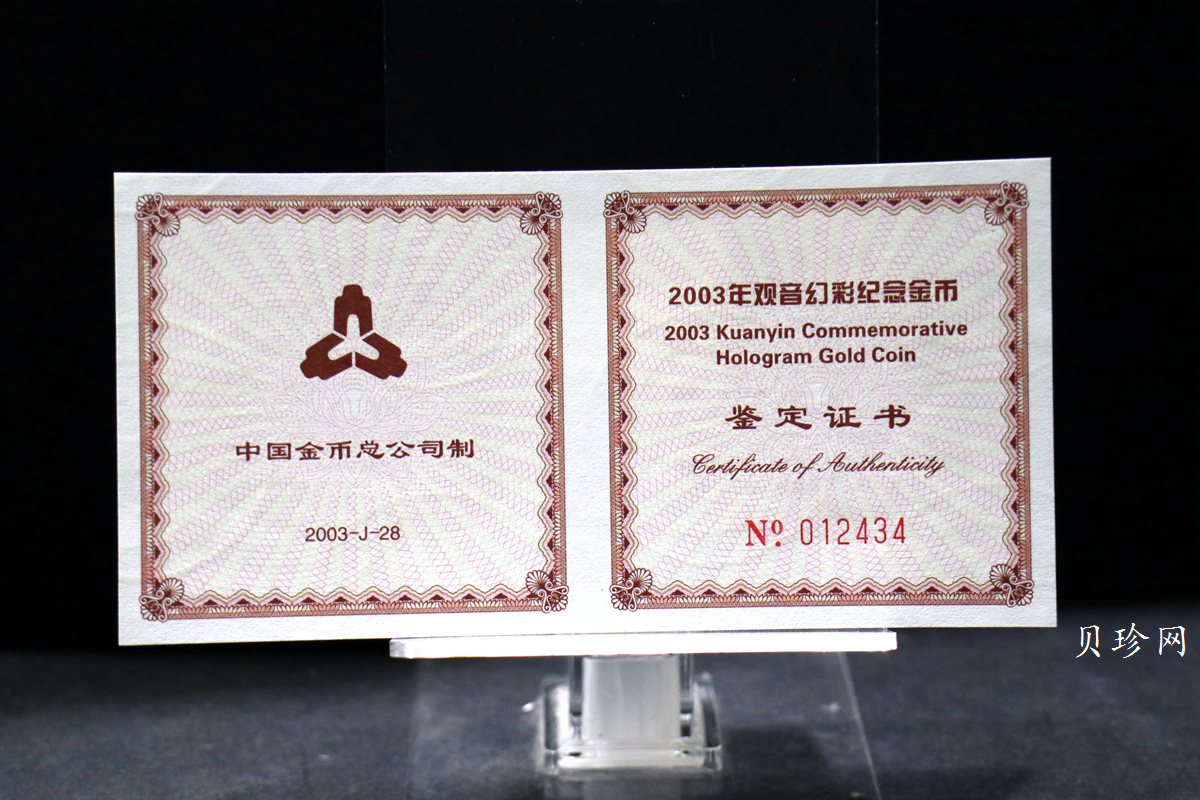 中国金币总公司制
2003-J-28
2003年观音幻彩纪念金币
2003 Kuanyin Commemorative
Hologram Gold Coin
鉴定证书
Certificate of Authenticity
Nº 012434
贝珍网